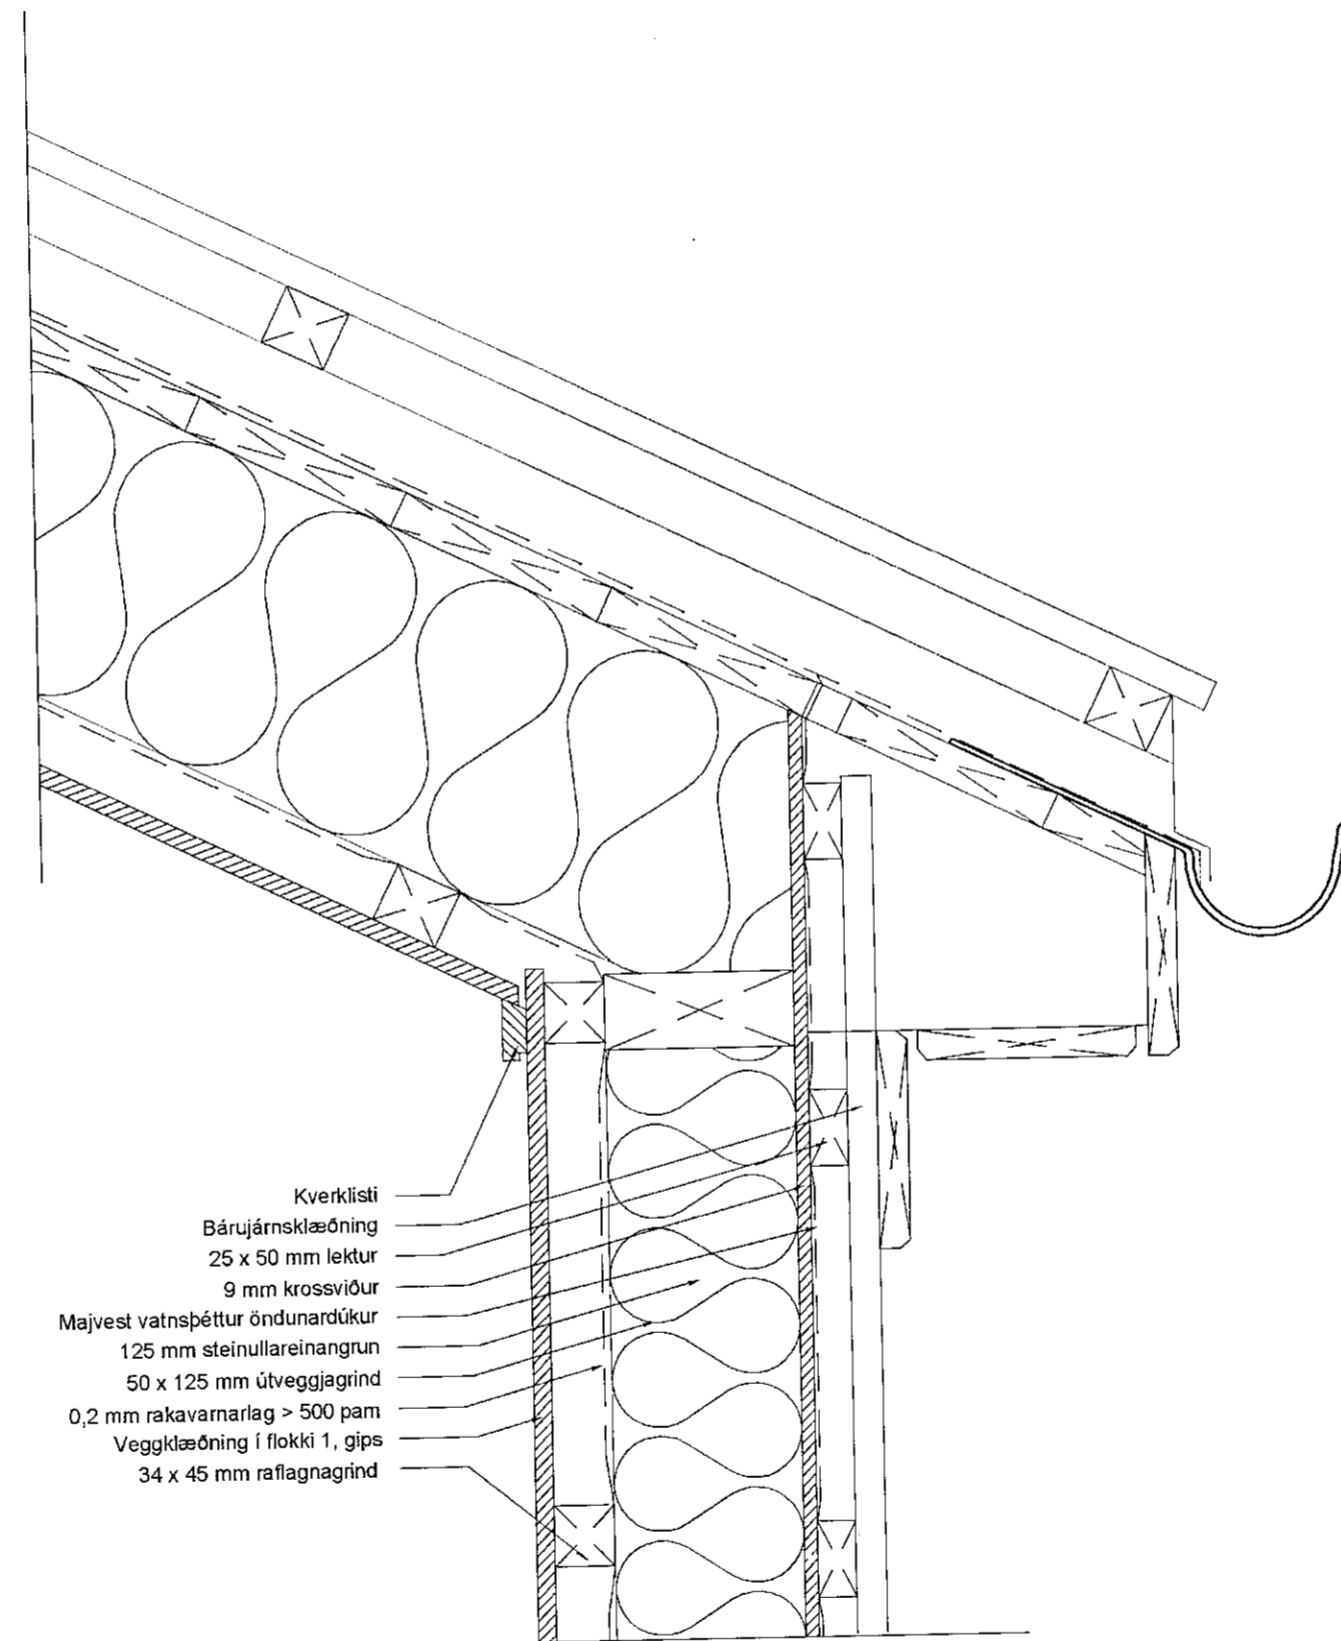 Kverklisti
Bárujárnsklæðning
25 x 50 mm lektur
9 mm krossviður
Majvest vatnsþéttur öndunardúkur
125 mm steinullareinangrun
50 x 125 mm útveggjagrind
0,2 mm rakavarnarlag > 500 pam
Veggklæðning í flokki 1, gips
34 x 45 mm raflagnagrind